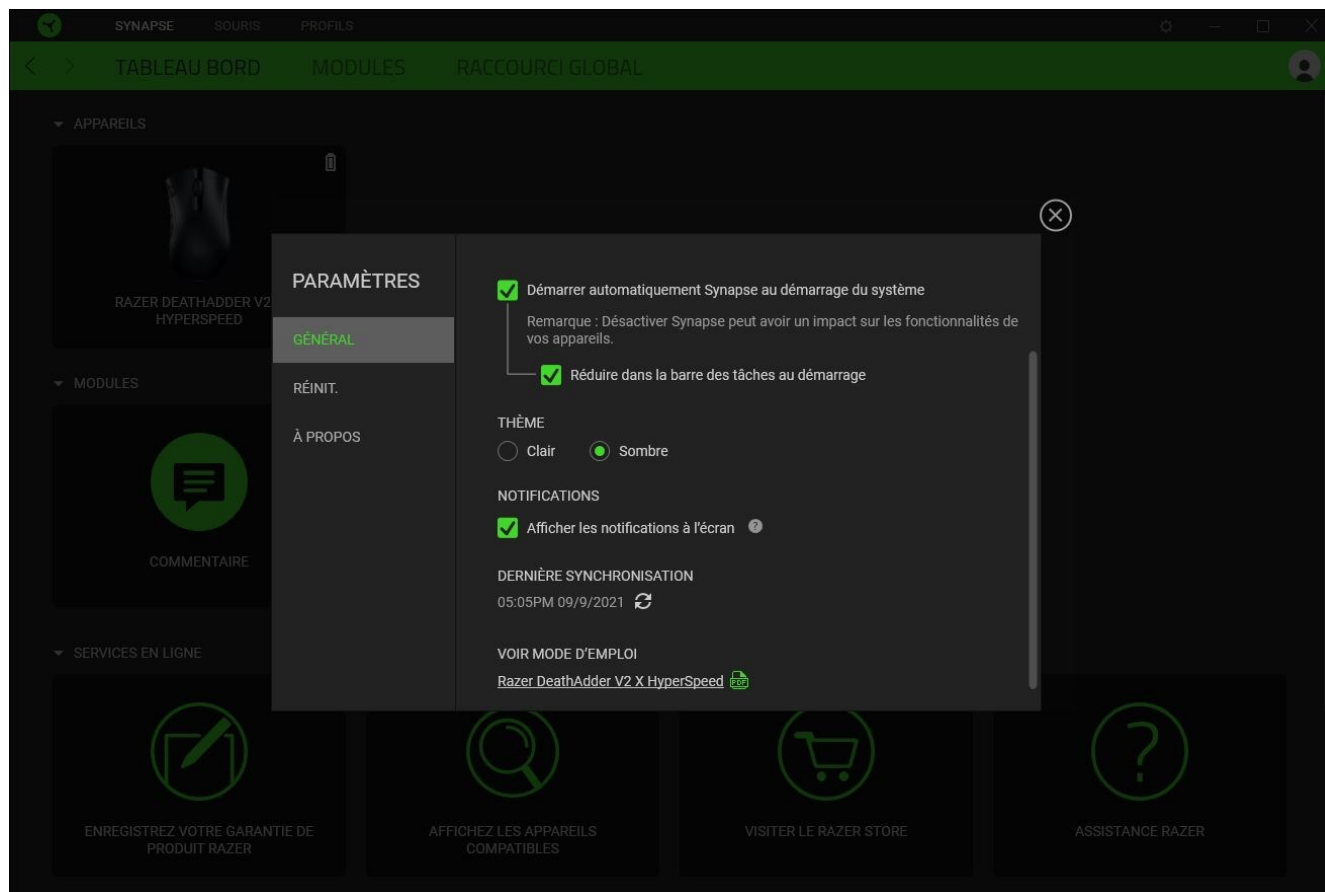 SYNAPSE SOURIS PROFILS
TABLEAU BORD MODULES RACCOURCI GLOBAL
APPAREILS
RAZER DEATHADDER V2
HYPERSPEED
MODULES
COMMENTAIRE
SERVICES EN LIGNE
ENREGISTREZ VOTRE GARANTIE DE
PRODUIT RAZER
AFFICHEZ LES APPAREILS
COMPATIBLES
VISITER LE RAZER STORE
?
ASSISTANCE RAZER
PARAMÈTRES
GÉNÉRAL
RÉINIT.
À PROPOS
Démarrer automatiquement Synapse au démarrage du système
Remarque : Désactiver Synapse peut avoir un impact sur les fonctionnalités de
vos appareils.
Réduire dans la barre des tâches au démarrage
THÈME
Clair Sombre
NOTIFICATIONS
Afficher les notifications à l'écran ?
DERNIÈRE SYNCHRONISATION
05:05PM 09/9/2021
VOIR MODE D'EMPLOI
Razer DeathAdder V2 X HyperSpeed PDF